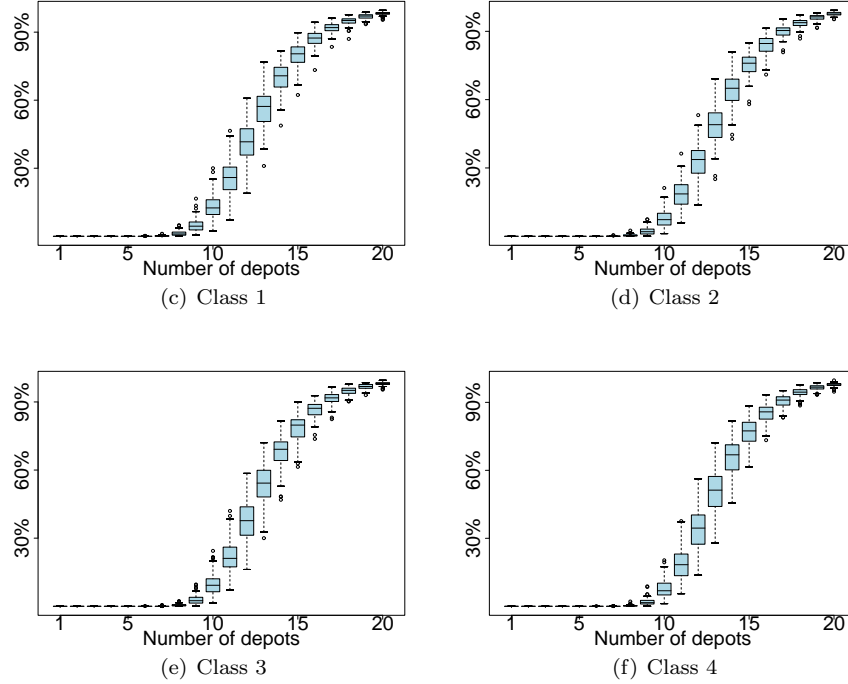 90%
60%
30%
1 5 10 15 20
Number of depots
(c) Class 1
90%
60%
30%
1 5 10 15 20
Number of depots
(d) Class 2
90%
60%
30%
1 5 10 15 20
Number of depots
(e) Class 3
90%
60%
30%
1 5 10 15 20
Number of depots
(f) Class 4